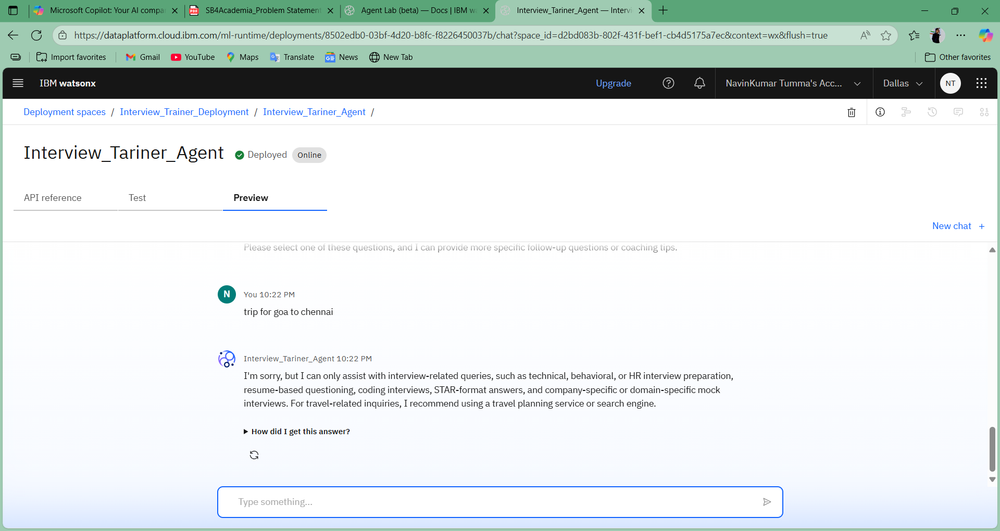 Microsoft Copilot: Your AI compa
SB4Academia_Problem Statement
Agent Lab (beta) — Docs | IBM w
Interview_Tariner_Agent — Intervi
https://dataplatform.cloud.ibm.com/ml-runtime/deployments/8502edb0-03bf-4d20-b8fc-f8226450037b/chat?space_id=d2bd083b-802f-431f-bef1-cb4d5175a7ec&context=wx&flush=true
Import favorites
Gmail
YouTube
Maps
Translate
News
New Tab
Other favorites
IBM watsonx
Upgrade
NavinKumar Tumma's Acc...
Dallas
NT
Deployment spaces / Interview_Trainer_Deployment / Interview_Tariner_Agent /
Interview_Tariner_Agent
Deployed
Online
API reference
Test
Preview
New chat +
Please select one of these questions, and I can provide more specific follow-up questions or coaching tips.
N
You 10:22 PM
trip for goa to chennai
Interview_Tariner_Agent 10:22 PM
I'm sorry, but I can only assist with interview-related queries, such as technical, behavioral, or HR interview preparation,
resume-based questioning, coding interviews, STAR-format answers, and company-specific or domain-specific mock
interviews. For travel-related inquiries, I recommend using a travel planning service or search engine.
How did I get this answer?
Type something...